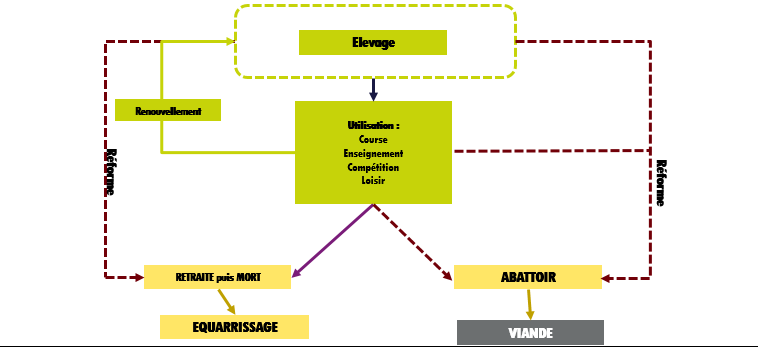 Elevage
Renouvellement
Utilisation :
Course
Enseignement
Compétition
Loisir
Réforme
Réforme
RETRAITE puis MORT
ABATTOIR
EQUARRISSAGE
VIANDE